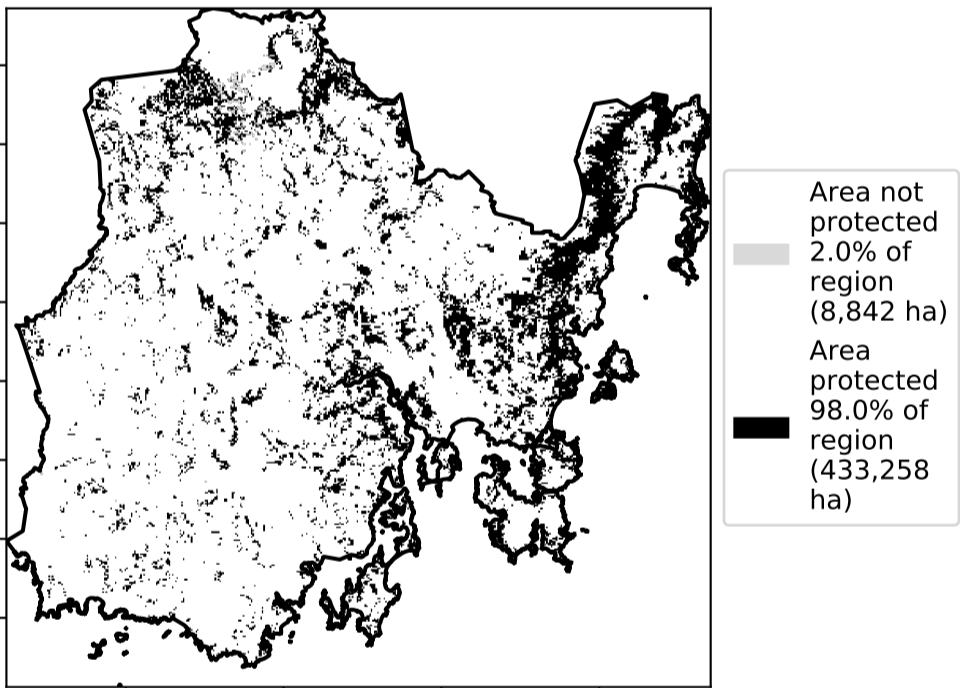 Area not
protected
2.0% of
region
(8,842 ha)
Area
protected
98.0% of
region
(433,258
ha)